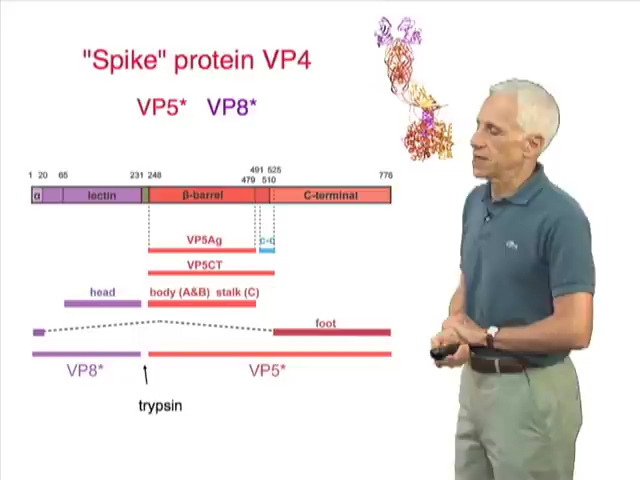 "Spike" protein VP4
VP5* VP8*
1 20 65 231 248 479 491 510 525 776
α lectin β-barrel C-terminal
VP5Ag c-c
VP5CT
head body (A&B) stalk (C)
foot
VP8* VP5*
trypsin